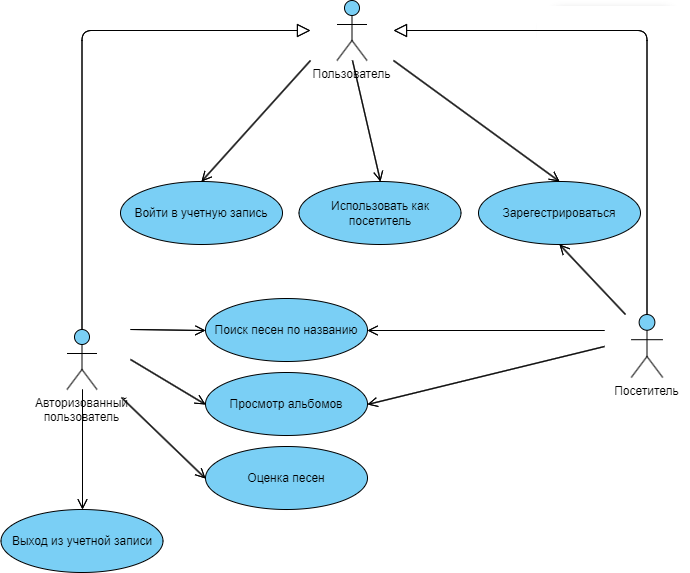 Пользователь
Войти в учетную запись
Использовать как
посетитель
Зарегестрироваться
Поиск песен по названию
Посетитель
Авторизованный
пользователь
Просмотр альбомов
Оценка песен
Выход из учетной записи